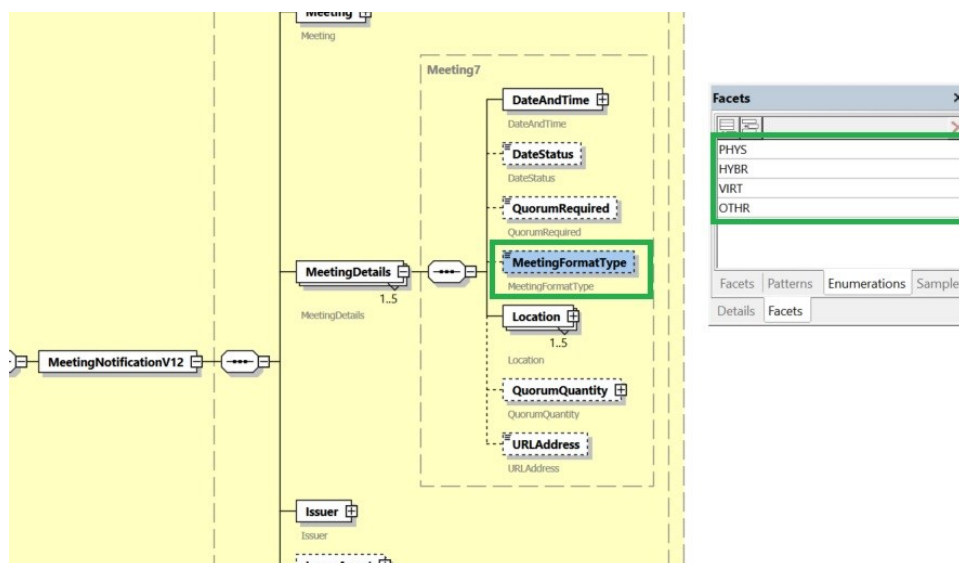 Meeting
Meeting
Meeting7
DateAndTime
DateAndTime
DateStatus
DateStatus
QuorumRequired
QuorumRequired
MeetingFormatType
MeetingFormatType
MeetingDetails
1..5
MeetingDetails
Location
1..5
Location
MeetingNotificationV12
QuorumQuantity
QuorumQuantity
URLAddress
URLAddress
Issuer
Issuer
Facets
PHYS
HYBR
VIRT
OTHR
Facets Patterns Enumerations Sample
Details Facets